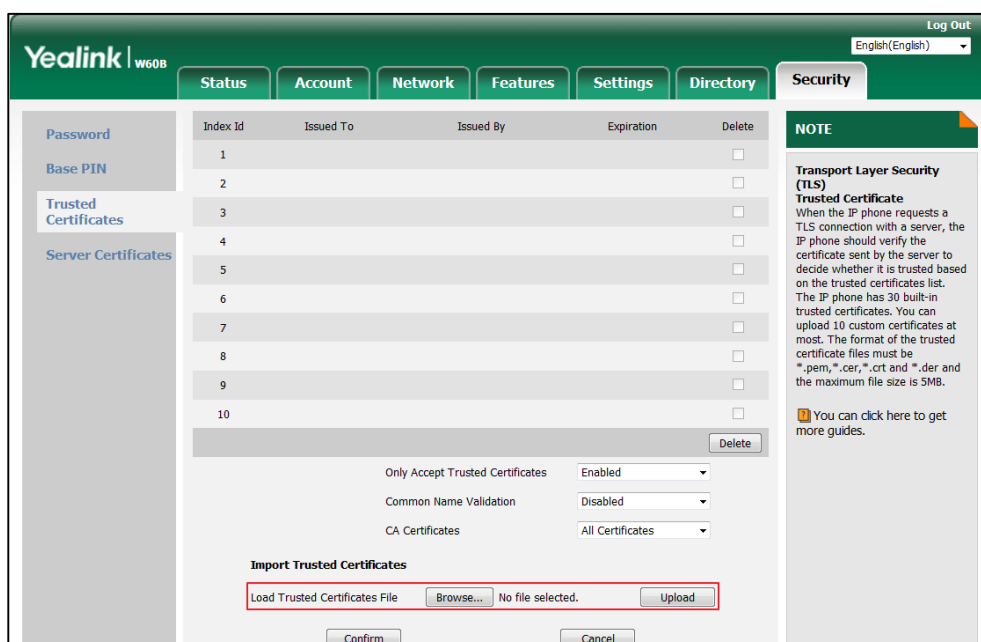 Log Out
Yealink | W60B
English(English)
Status Account Network Features Settings Directory Security
Password
Base PIN
Trusted
Certificates
Server Certificates
Index Id Issued To Issued By Expiration Delete
1
2
3
4
5
6
7
8
9
10
Delete
Only Accept Trusted Certificates Enabled
Common Name Validation Disabled
CA Certificates All Certificates
Import Trusted Certificates
Load Trusted Certificates File Browse... No file selected. Upload
Confirm Cancel
NOTE
Transport Layer Security
(TLS)
Trusted Certificate
When the IP phone requests a
TLS connection with a server, the
IP phone should verify the
certificate sent by the server to
decide whether it is trusted based
on the trusted certificates list.
The IP phone has 30 built-in
trusted certificates. You can
upload 10 custom certificates at
most. The format of the trusted
certificate files must be
*.pem,*.cer,*.crt and *.der and
the maximum file size is 5MB.
You can click here to get
more guides.